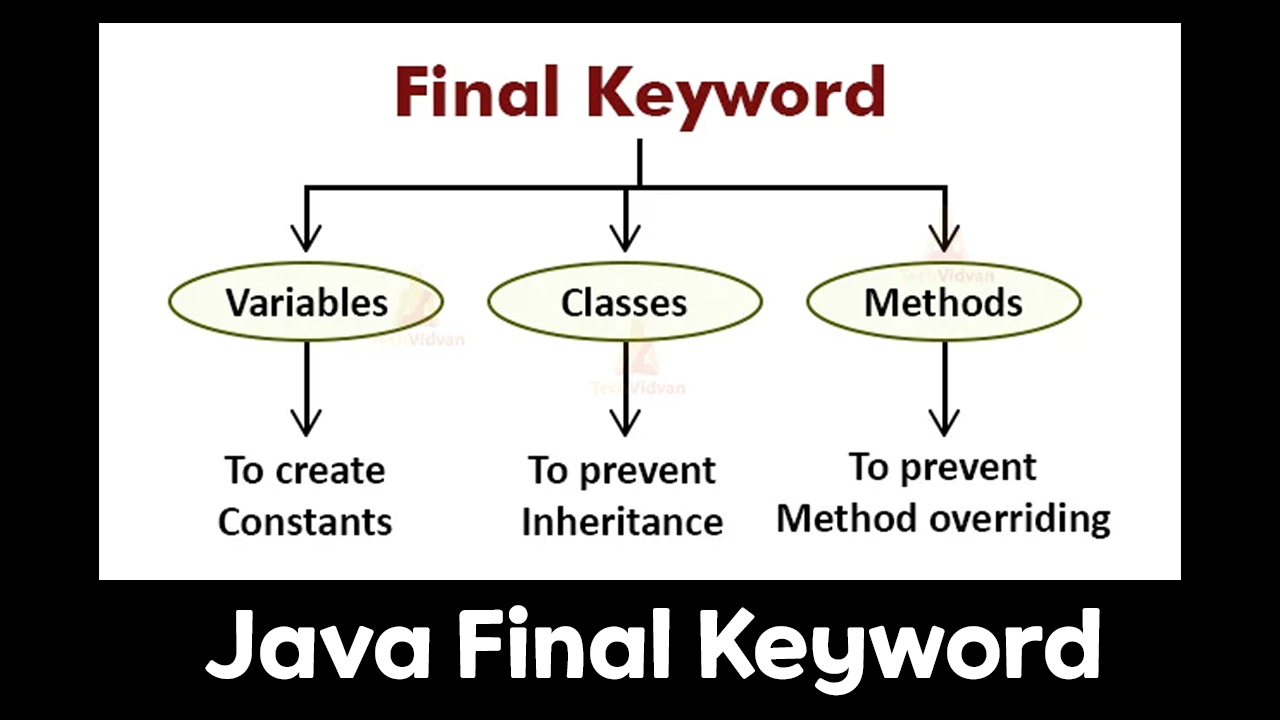 Final Keyword
Variables
Classes
Methods
TechVidvan
TechVidvan
TechVidvan
To create
Constants
To prevent
Inheritance
To prevent
Method overriding
Java Final Keyword